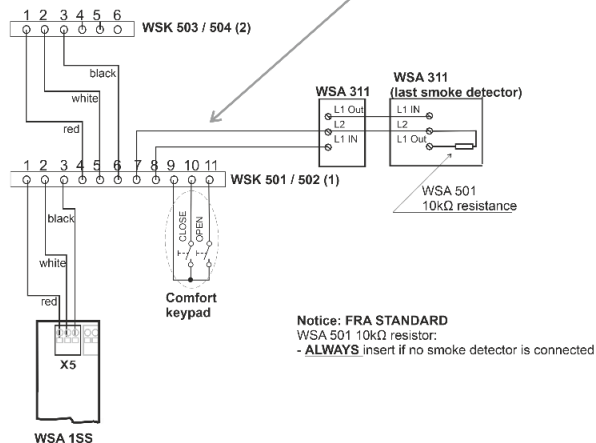 1 2 3 4 5 6
WSK 503 / 504 (2)
black
white
red
WSA 311
WSA 311
(last smoke detector)
L1 Out
L2
L1 IN
L1 IN
L2
L1 Out
1 2 3 4 5 6 7 8 9 10 11
WSK 501 / 502 (1)
WSA 501
10kΩ resistance
black
white
red
CLOSE
OPEN
Comfort
keypad
X5
WSA 1SS
Notice: FRA STANDARD
WSA 501 10kΩ resistor:
- ALWAYS insert if no smoke detector is connected